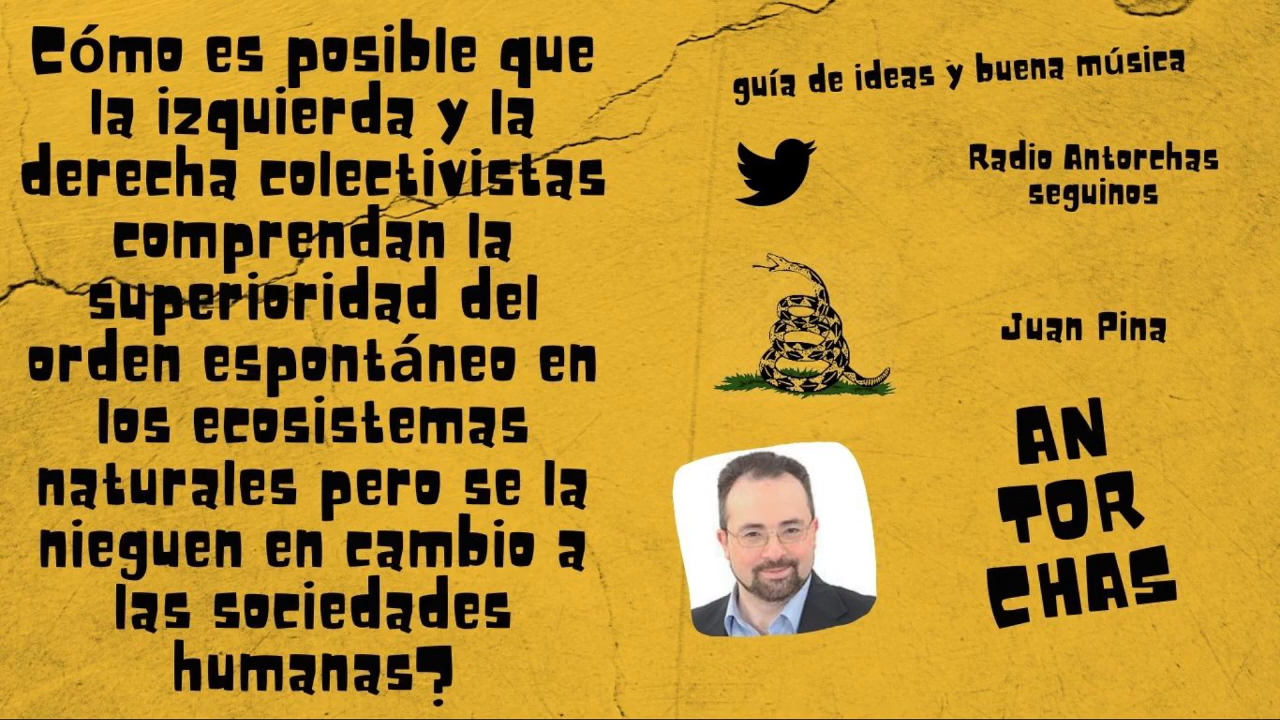 Cómo es posible que
la izquierda y la
derecha colectivistas
comprendan la
superioridad del
orden espontáneo en
los ecosistemas
naturales pero se la
nieguen en cambio a
las sociedades
humanas?
guía de ideas y buena música
Radio Antorchas
seguinos
Juan Pina
AN
TOR
CHAS